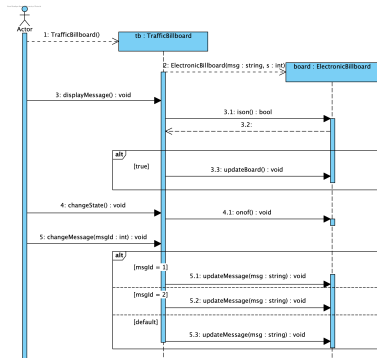 Actor
1: TrafficBillboard()
tb : TrafficBillboard
2: ElectronicBillboard(msg : string, s : int)
board : ElectronicBillboard
3: displayMessage() : void
3.1: ison() : bool
3.2:
alt
[true]
3.3: updateBoard() : void
4: changeState() : void
4.1: onof() : void
5: changeMessage(msgId : int) : void
alt
[msgId = 1]
5.1: updateMessage(msg : string) : void
[msgId = 2]
5.2: updateMessage(msg : string) : void
[default]
5.3: updateMessage(msg : string) : void